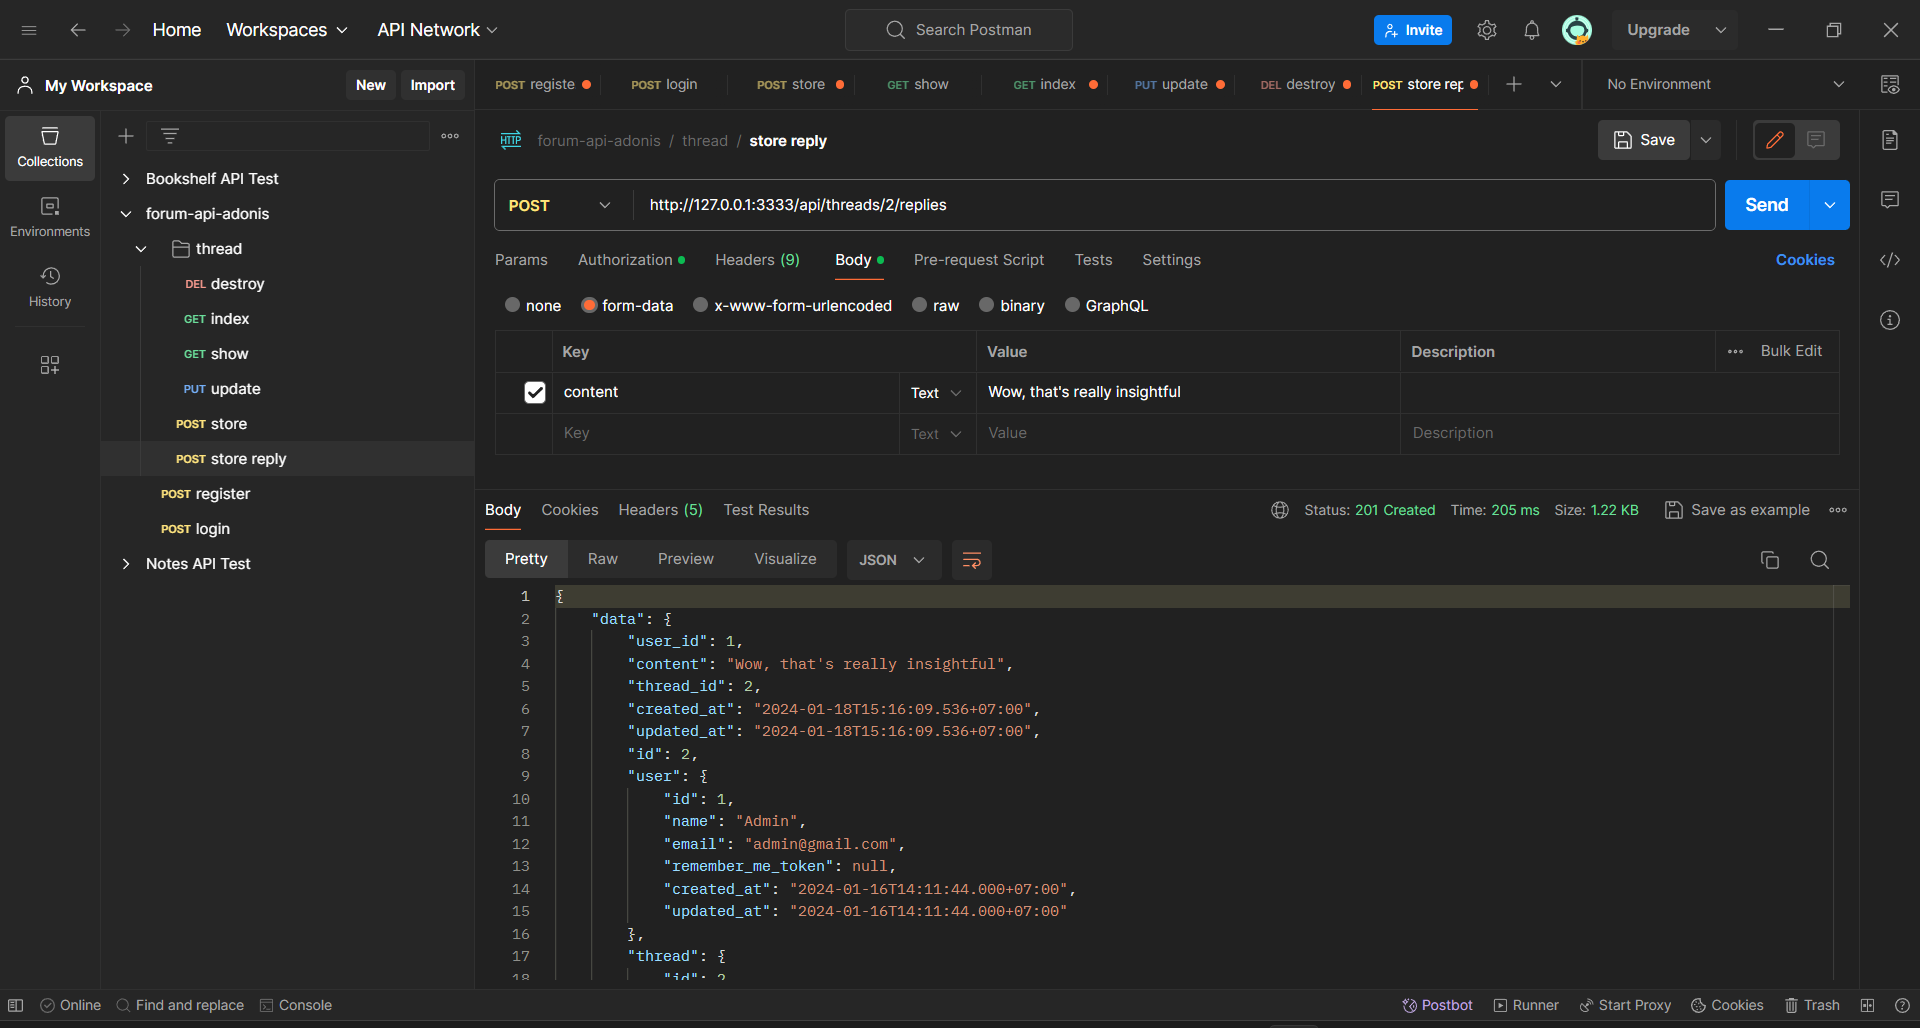 Home Workspaces API Network Search Postman Invite Upgrade
My Workspace New Import POST registe POST login POST store GET show GET index PUT update DEL destroy POST store rep No Environment
Collections
Environments
History
Bookshelf API Test
forum-api-adonis
thread
DEL destroy
GET index
GET show
PUT update
POST store
POST store reply
POST register
POST login
Notes API Test
HTTP forum-api-adonis / thread / store reply Save
POST http://127.0.0.1:3333/api/threads/2/replies Send
Params Authorization Headers (9) Body Pre-request Script Tests Settings Cookies
none form-data x-www-form-urlencoded raw binary GraphQL
Key Value Description Bulk Edit
content Text Wow, that's really insightful
Key Text Value Description
Body Cookies Headers (5) Test Results Status: 201 Created Time: 205 ms Size: 1.22 KB Save as example
Pretty Raw Preview Visualize JSON
1 {
2 "data": {
3 "user_id": 1,
4 "content": "Wow, that's really insightful",
5 "thread_id": 2,
6 "created_at": "2024-01-18T15:16:09.536+07:00",
7 "updated_at": "2024-01-18T15:16:09.536+07:00",
8 "id": 2,
9 "user": {
10 "id": 1,
11 "name": "Admin",
12 "email": "admin@gmail.com",
13 "remember_me_token": null,
14 "created_at": "2024-01-16T14:11:44.000+07:00",
15 "updated_at": "2024-01-16T14:11:44.000+07:00"
16 },
17 "thread": {
18 "id": 2
Online Find and replace Console Postbot Runner Start Proxy Cookies Trash